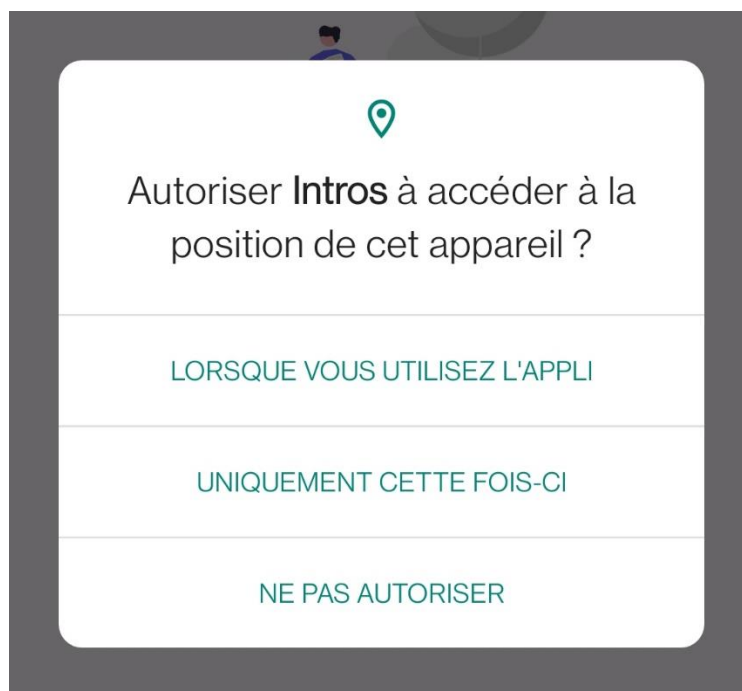 Autoriser Intros à accéder à la
position de cet appareil ?
LORSQUE VOUS UTILISEZ L'APPLI
UNIQUEMENT CETTE FOIS-CI
NE PAS AUTORISER